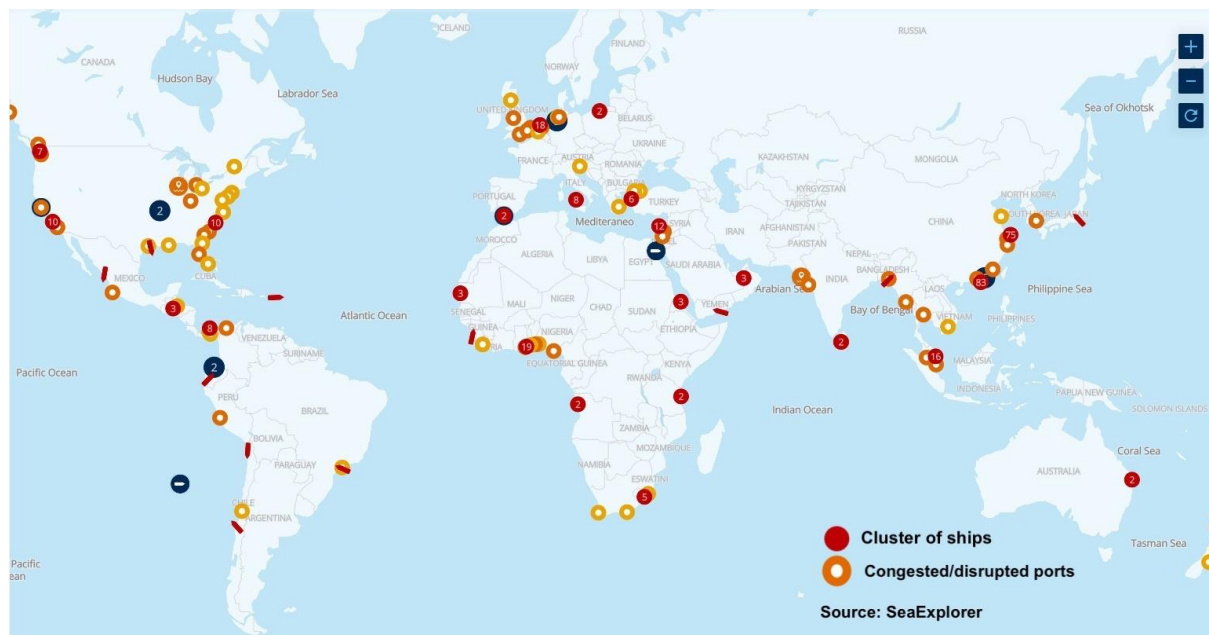 ICELAND
RUSSIA
FINLAND
CANADA
NORWAY
Hudson Bay
Labrador Sea
Sea of Okhotsk
UNITED KINGDOM
18
2
BELARUS
7
UKRAINE
FRANCE
AUSTRIA
KAZAKHSTAN
MONGOLIA
ROMANIA
ITALY
BULGARIA
KYRGYZSTAN
NORTH KOREA
PORTUGAL
8
6
TURKEY
TAJIKISTAN
2
2
SOUTH KOREA
JAPAN
10
10
Mediteraneo
12
SYRIA
CHINA
75
MOROCCO
IRAN
AFGHANISTAN
PAKISTAN
ALGERIA
LIBYA
EGYPT
NEPAL
MEXICO
CUBA
SAUDI ARABIA
3
INDIA
BANGLADESH
83
Arabian Sea
LAOS
Philippine Sea
3
MALI
NIGER
3
3
CHAD
SUDAN
YEMEN
Bay of Bengal
Atlantic Ocean
SENEGAL
VIETNAM
PHILIPPINES
8
GUINEA
NIGERIA
ETHIOPIA
VENEZUELA
19
2
SURINAME
16
MALAYSIA
EQUATORIAL GUINEA
KENYA
2
Pacific Ocean
RWANDA
INDONESIA
PERU
PAPUA NEW GUINEA
BRAZIL
2
2
Indian Ocean
SOLOMON ISLANDS
ZAMBIA
BOLIVIA
MOZAMBIQUE
Coral Sea
PARAGUAY
NAMIBIA
AUSTRALIA
ESWATINI
2
5
CHILE
ARGENTINA
Cluster of ships
Tasman Sea
Pacific
ean
Congested/disrupted ports
Source: SeaExplorer